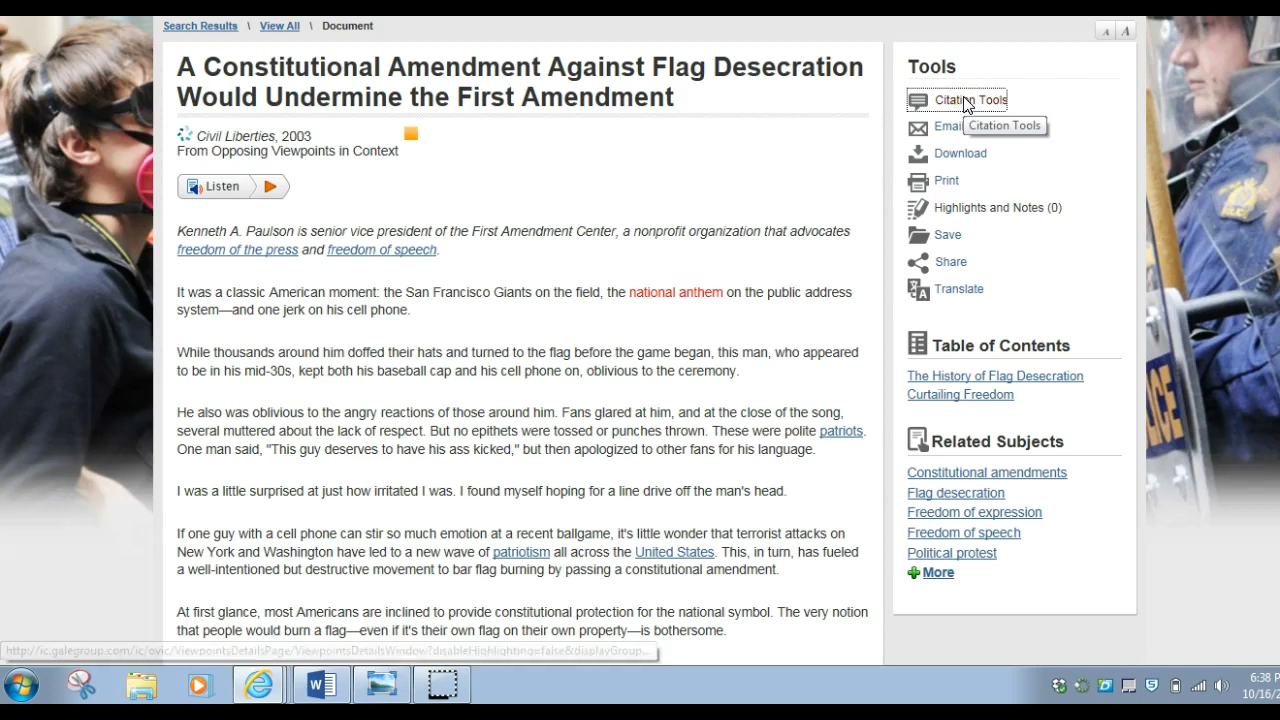 Search Results \ View All \ Document
A A
A Constitutional Amendment Against Flag Desecration
Would Undermine the First Amendment
Civil Liberties, 2003
From Opposing Viewpoints in Context
Listen
Kenneth A. Paulson is senior vice president of the First Amendment Center, a nonprofit organization that advocates
freedom of the press and freedom of speech.
It was a classic American moment: the San Francisco Giants on the field, the national anthem on the public address
system—and one jerk on his cell phone.
While thousands around him doffed their hats and turned to the flag before the game began, this man, who appeared
to be in his mid-30s, kept both his baseball cap and his cell phone on, oblivious to the ceremony.
He also was oblivious to the angry reactions of those around him. Fans glared at him, and at the close of the song,
several muttered about the lack of respect. But no epithets were tossed or punches thrown. These were polite patriots.
One man said, "This guy deserves to have his ass kicked," but then apologized to other fans for his language.
I was a little surprised at just how irritated I was. I found myself hoping for a line drive off the man's head.
If one guy with a cell phone can stir so much emotion at a recent ballgame, it's little wonder that terrorist attacks on
New York and Washington have led to a new wave of patriotism all across the United States. This, in turn, has fueled
a well-intentioned but destructive movement to bar flag burning by passing a constitutional amendment.
At first glance, most Americans are inclined to provide constitutional protection for the national symbol. The very notion
that people would burn a flag—even if it's their own flag on their own property—is bothersome.
http://ic.galegroup.com/ic/ovic/ViewpointsDetailsPage/ViewpointsDetailsWindow?disableHighlighting=false&displayGroup...
Tools
Citation Tools
Email
Citation Tools
Download
Print
Highlights and Notes (0)
Save
Share
Translate
Table of Contents
The History of Flag Desecration
Curtailing Freedom
Related Subjects
Constitutional amendments
Flag desecration
Freedom of expression
Freedom of speech
Political protest
More
POLICE
6:38 P
10/16/2